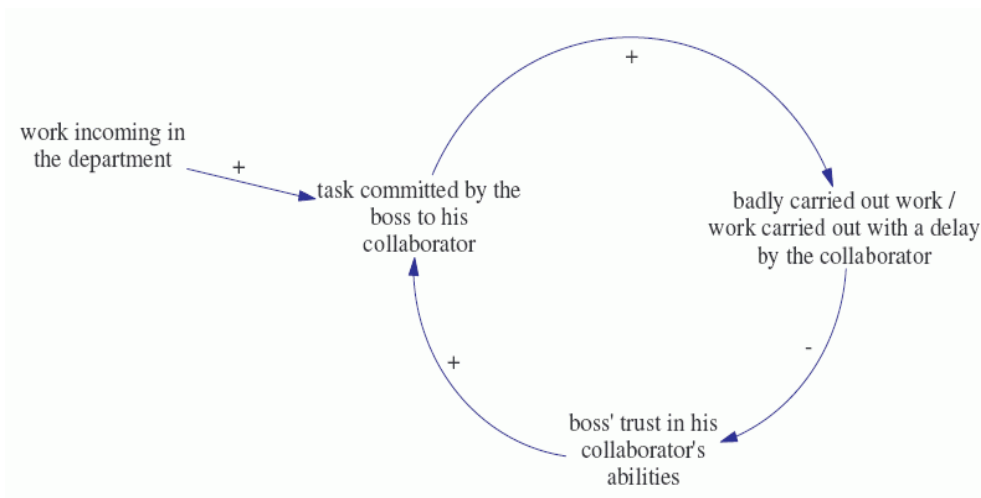 +
work incoming in
the department
+
task committed by the
boss to his
collaborator
badly carried out work /
work carried out with a delay
by the collaborator
-
+
boss' trust in his
collaborator's
abilities